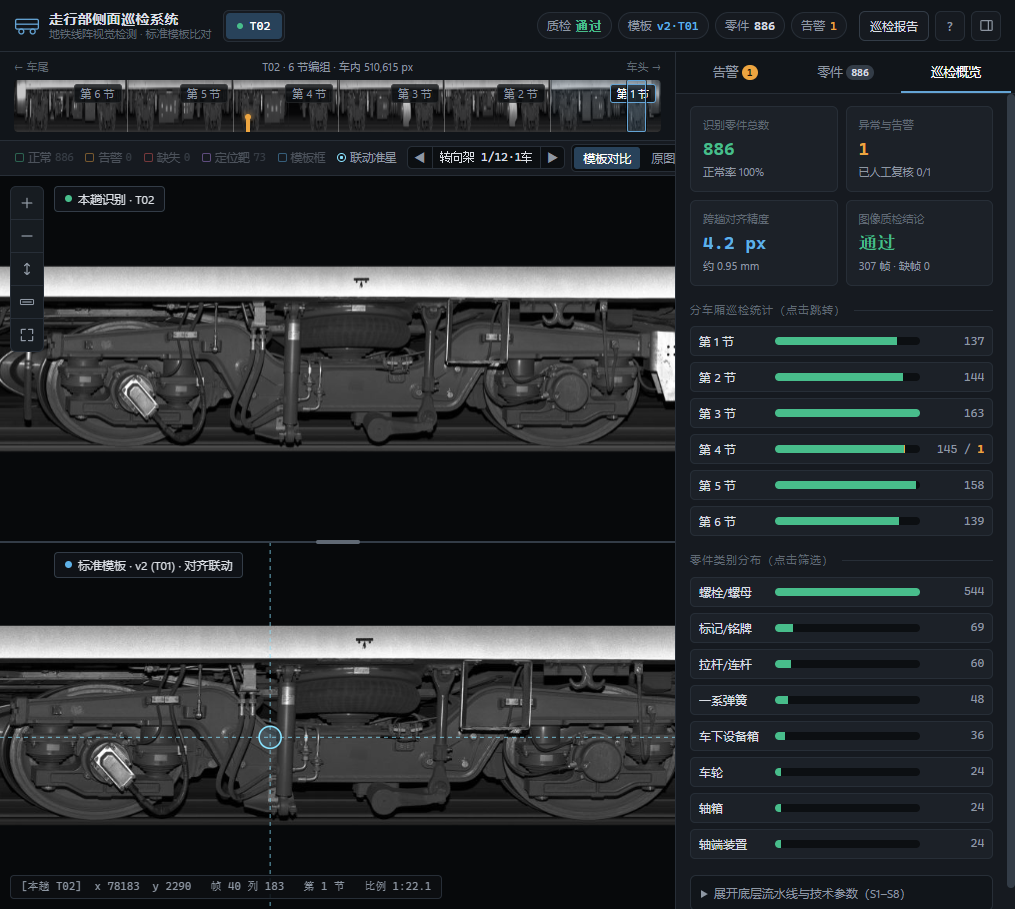 走行部侧面巡检系统
地铁线阵视觉检测 · 标准模板比对
T02
质检 通过
模板 v2·T01
零件 886
告警 1
巡检报告
?
← 车尾
T02 · 6 节编组 · 车内 510,615 px
车头 →
第 6 节
第 5 节
第 4 节
第 3 节
第 2 节
第 1 节
正常 886
告警 0
缺失 0
定位靶 73
模板框
联动准星
◀ 转向架 1/12·1车 ▶
模板对比
原图
本趟识别 · T02
标准模板 · v2 (T01) · 对齐联动
[本趟 T02] x 78183 y 2290 帧 40 列 183 第 1 节 比例 1:22.1
告警 1
零件 886
巡检概览
识别零件总数
886
正常率 100%
异常与告警
1
已人工复核 0/1
跨趟对齐精度
4.2 px
约 0.95 mm
图像质检结论
通过
307 帧 · 缺帧 0
分车厢巡检统计（点击跳转）
第 1 节 137
第 2 节 144
第 3 节 163
第 4 节 145 / 1
第 5 节 158
第 6 节 139
零件类别分布（点击筛选）
螺栓/螺母 544
标记/铭牌 69
拉杆/连杆 60
一系弹簧 48
车下设备箱 36
车轮 24
轴箱 24
轴端装置 24
▶ 展开底层流水线与技术参数（S1–S8）